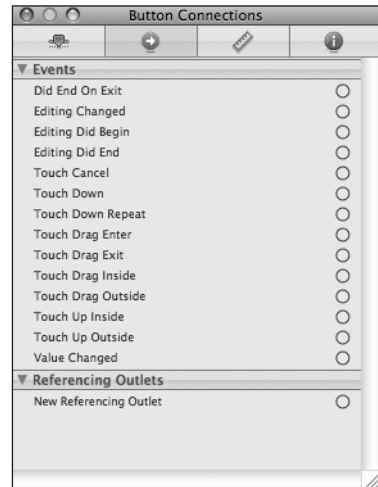 Button Connections
Events
Did End On Exit
Editing Changed
Editing Did Begin
Editing Did End
Touch Cancel
Touch Down
Touch Down Repeat
Touch Drag Enter
Touch Drag Exit
Touch Drag Inside
Touch Drag Outside
Touch Up Inside
Touch Up Outside
Value Changed
Referencing Outlets
New Referencing Outlet